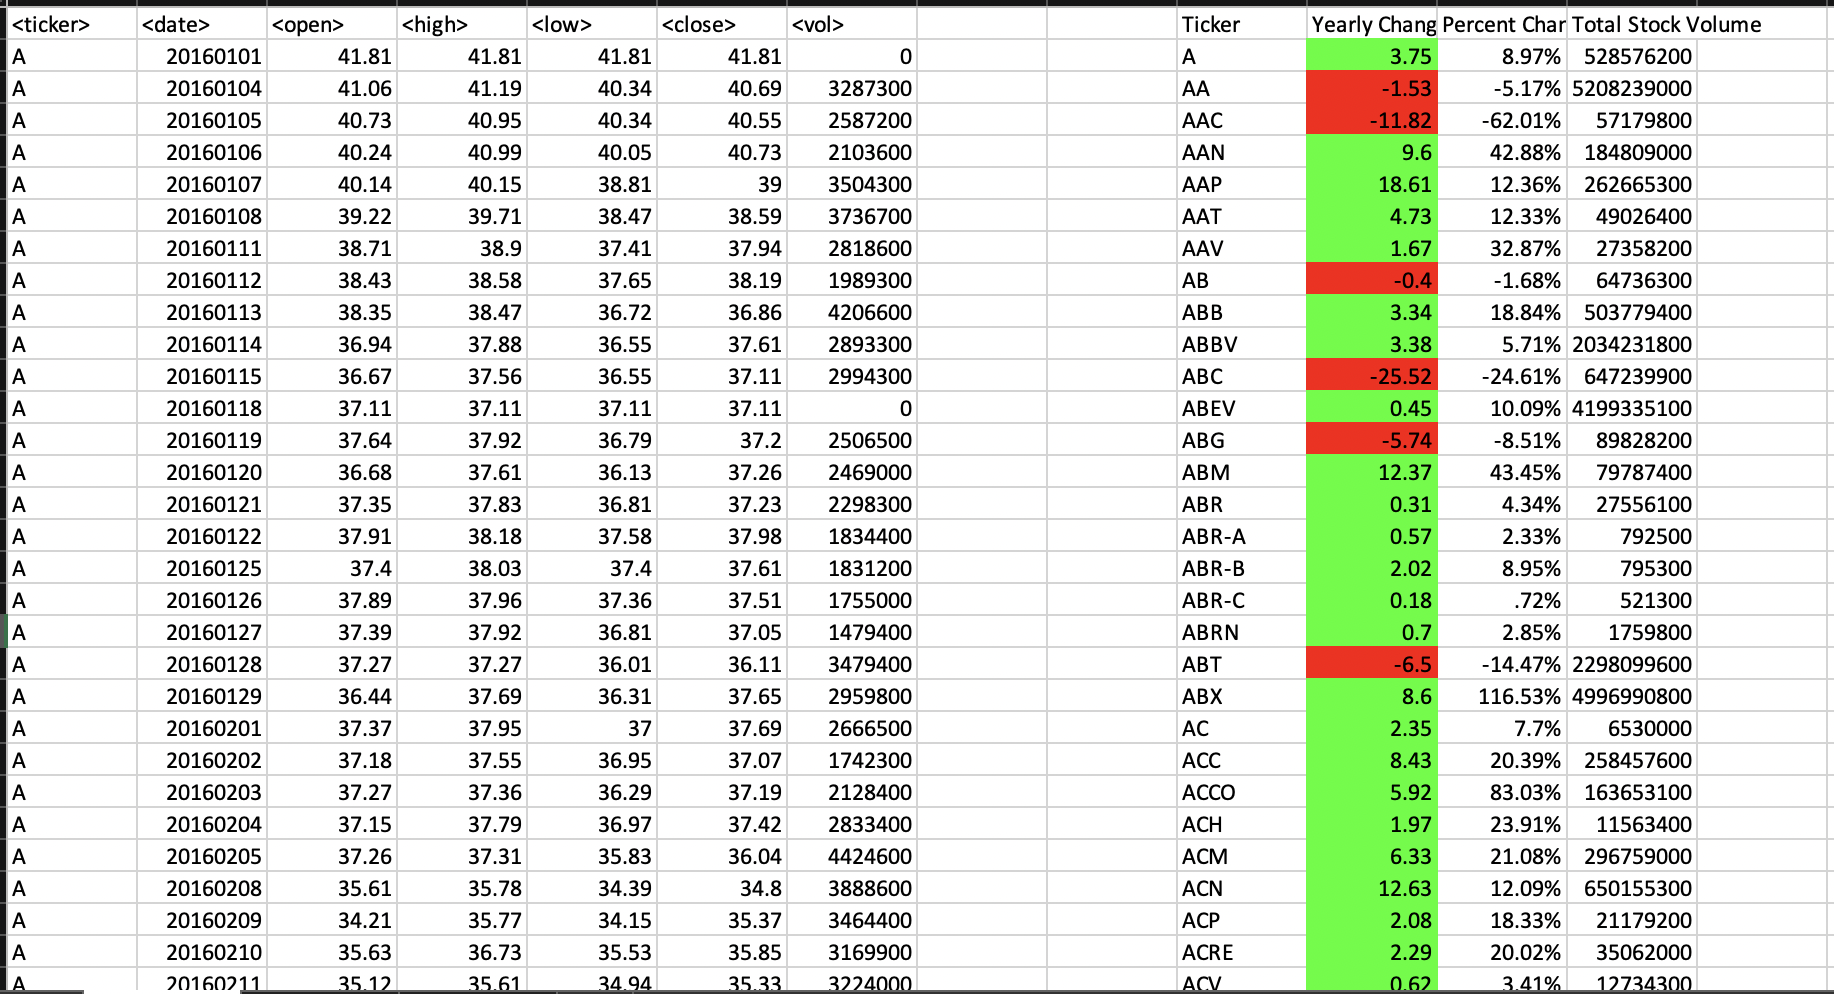 <ticker> <date> <open> <high> <low> <close> <vol> Ticker Yearly Chang Percent Char Total Stock Volume
A 20160101 41.81 41.81 41.81 41.81 0 A 3.75 8.97% 528576200
A 20160104 41.06 41.19 40.34 40.69 3287300 AA -1.53 -5.17% 5208239000
A 20160105 40.73 40.95 40.34 40.55 2587200 AAC -11.82 -62.01% 57179800
A 20160106 40.24 40.99 40.05 40.73 2103600 AAN 9.6 42.88% 184809000
A 20160107 40.14 40.15 38.81 39 3504300 AAP 18.61 12.36% 262665300
A 20160108 39.22 39.71 38.47 38.59 3736700 AAT 4.73 12.33% 49026400
A 20160111 38.71 38.9 37.41 37.94 2818600 AAV 1.67 32.87% 27358200
A 20160112 38.43 38.58 37.65 38.19 1989300 AB -0.4 -1.68% 64736300
A 20160113 38.35 38.47 36.72 36.86 4206600 ABB 3.34 18.84% 503779400
A 20160114 36.94 37.88 36.55 37.61 2893300 ABBV 3.38 5.71% 2034231800
A 20160115 36.67 37.56 36.55 37.11 2994300 ABC -25.52 -24.61% 647239900
A 20160118 37.11 37.11 37.11 37.11 0 ABEV 0.45 10.09% 4199335100
A 20160119 37.64 37.92 36.79 37.2 2506500 ABG -5.74 -8.51% 89828200
A 20160120 36.68 37.61 36.13 37.26 2469000 ABM 12.37 43.45% 79787400
A 20160121 37.35 37.83 36.81 37.23 2298300 ABR 0.31 4.34% 27556100
A 20160122 37.91 38.18 37.58 37.98 1834400 ABR-A 0.57 2.33% 792500
A 20160125 37.4 38.03 37.4 37.61 1831200 ABR-B 2.02 8.95% 795300
A 20160126 37.89 37.96 37.36 37.51 1755000 ABR-C 0.18 .72% 521300
A 20160127 37.39 37.92 36.81 37.05 1479400 ABRN 0.7 2.85% 1759800
A 20160128 37.27 37.27 36.01 36.11 3479400 ABT -6.5 -14.47% 2298099600
A 20160129 36.44 37.69 36.31 37.65 2959800 ABX 8.6 116.53% 4996990800
A 20160201 37.37 37.95 37 37.69 2666500 AC 2.35 7.7% 6530000
A 20160202 37.18 37.55 36.95 37.07 1742300 ACC 8.43 20.39% 258457600
A 20160203 37.27 37.36 36.29 37.19 2128400 ACCO 5.92 83.03% 163653100
A 20160204 37.15 37.79 36.97 37.42 2833400 ACH 1.97 23.91% 11563400
A 20160205 37.26 37.31 35.83 36.04 4424600 ACM 6.33 21.08% 296759000
A 20160208 35.61 35.78 34.39 34.8 3888600 ACN 12.63 12.09% 650155300
A 20160209 34.21 35.77 34.15 35.37 3464400 ACP 2.08 18.33% 21179200
A 20160210 35.63 36.73 35.53 35.85 3169900 ACRE 2.29 20.02% 35062000
A 20160211 35.12 35.61 34.94 35.33 3224000 ACV 0.62 3.41% 12734300